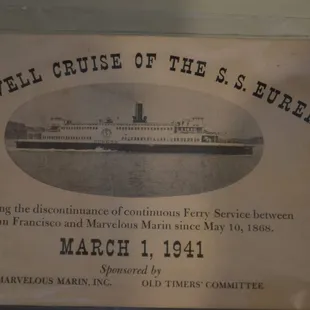 WELL CRUISE OF THE S. S. EURE
ng the discontinuance of continuous Ferry Service between
n Francisco and Marvelous Marin since May 10, 1868.
MARCH 1, 1941
Sponsored by
MARVELOUS MARIN, INC. OLD TIMERS' COMMITTEE